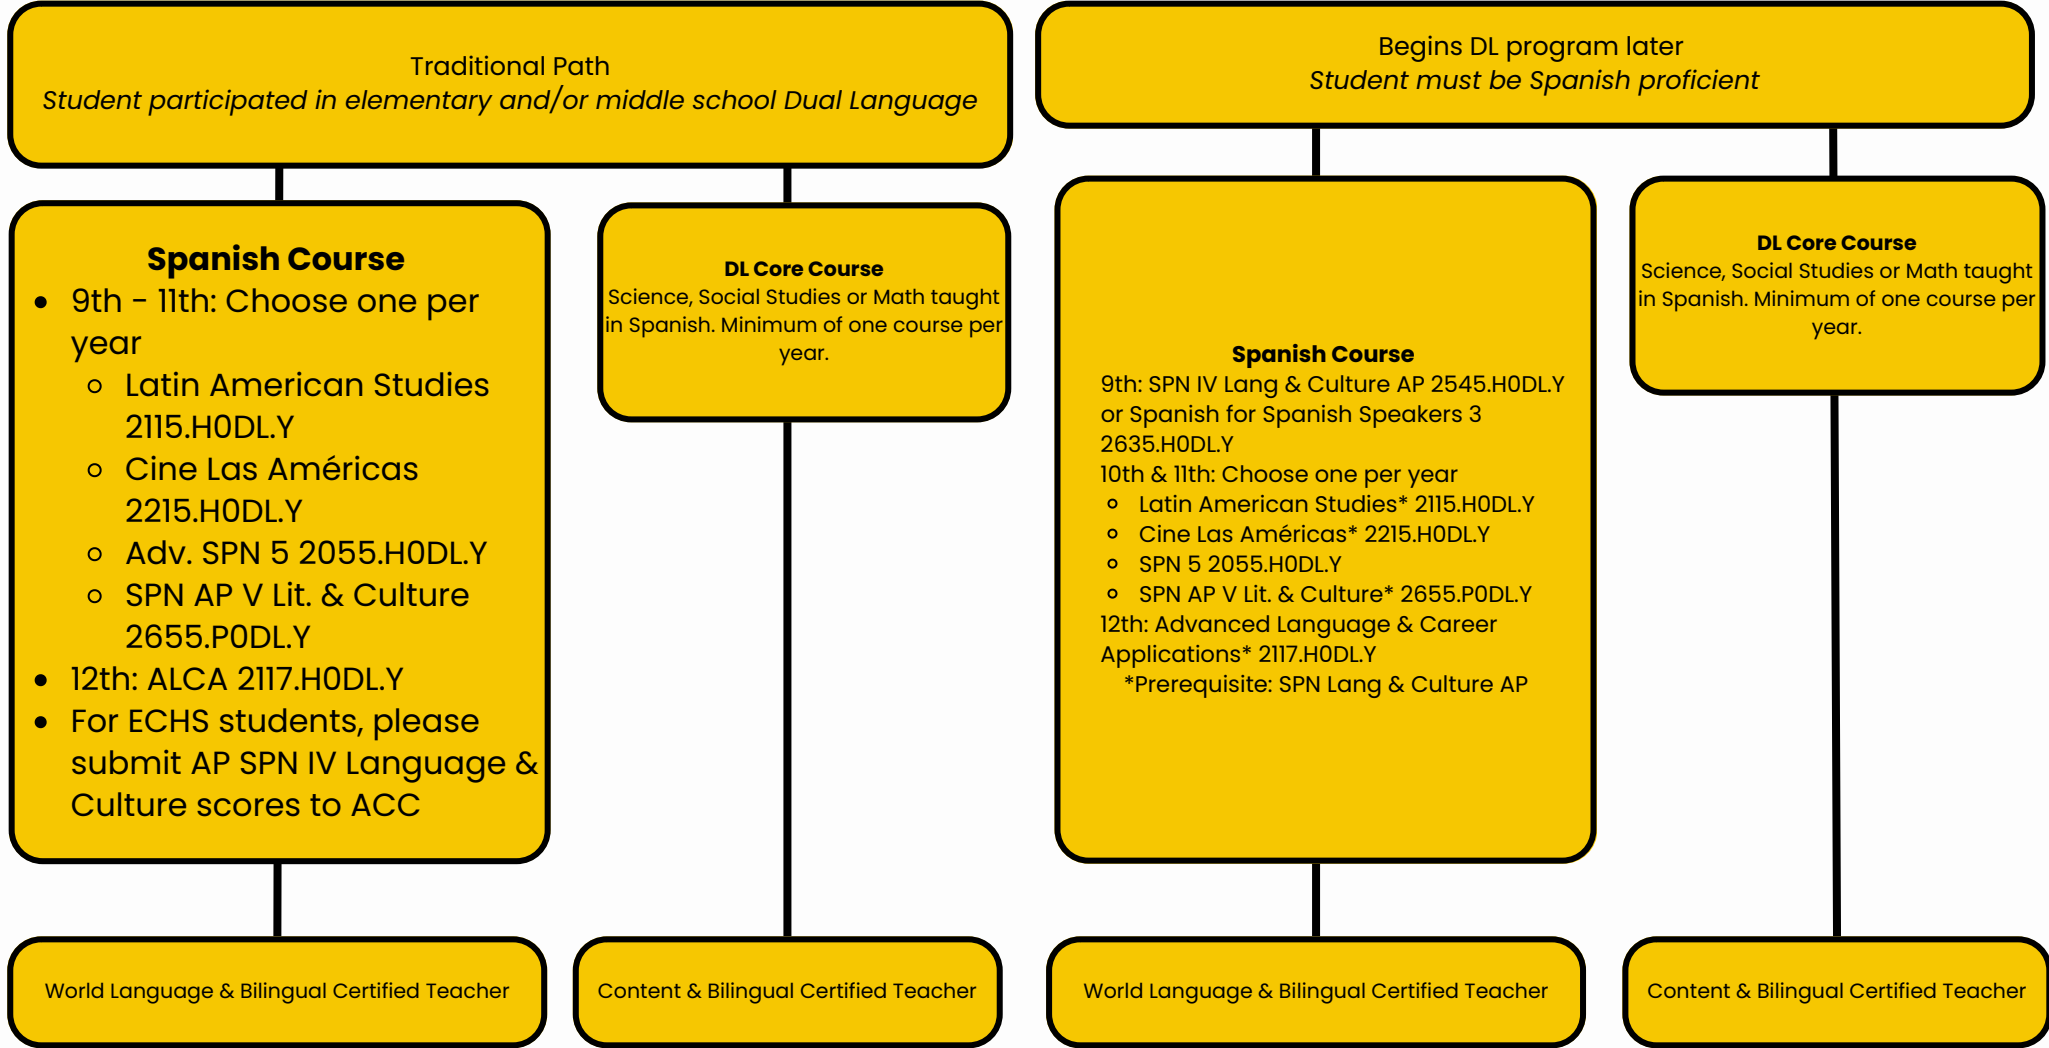 Traditional Path
Student participated in elementary and/or middle school Dual Language
Spanish Course
• 9th - 11th: Choose one per
year
◦ Latin American Studies
2115.H0DL.Y
◦ Cine Las Américas
2215.H0DL.Y
◦ Adv. SPN 5 2055.H0DL.Y
◦ SPN AP V Lit. & Culture
2655.P0DL.Y
• 12th: ALCA 2117.H0DL.Y
• For ECHS students, please
submit AP SPN IV Language &
Culture scores to ACC
World Language & Bilingual Certified Teacher
DL Core Course
Science, Social Studies or Math taught
in Spanish. Minimum of one course per
year.
Content & Bilingual Certified Teacher
Begins DL program later
Student must be Spanish proficient
Spanish Course
9th: SPN IV Lang & Culture AP 2545.H0DL.Y
or Spanish for Spanish Speakers 3
2635.H0DL.Y
10th & 11th: Choose one per year
◦ Latin American Studies* 2115.H0DL.Y
◦ Cine Las Américas* 2215.H0DL.Y
◦ SPN 5 2055.H0DL.Y
◦ SPN AP V Lit. & Culture* 2655.P0DL.Y
12th: Advanced Language & Career
Applications* 2117.H0DL.Y
*Prerequisite: SPN Lang & Culture AP
World Language & Bilingual Certified Teacher
DL Core Course
Science, Social Studies or Math taught
in Spanish. Minimum of one course per
year.
Content & Bilingual Certified Teacher